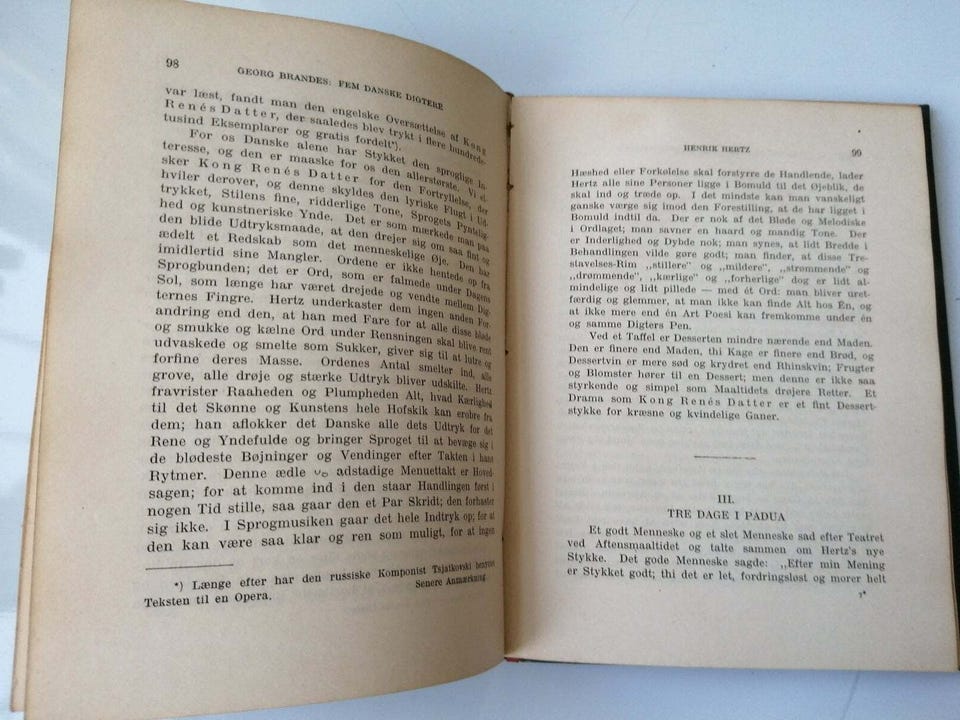 98
GEORG BRANDES: FEM DANSKE DIGTERE
var læst, fandt man den engelske Oversættelse af Kong
Renés Datter, der saaledes blev trykt i flere hundrede-
tusind Eksemplarer og gratis fordelt*).
For os Danske alene har Stykket den sproglige In-
teresse, og den er maaske for os den allerstørste. Vi el-
sker Kong Renés Datter for den Fortryllelse, der
hviler derover, og denne skyldes den lyriske Flugt i Ud-
trykket, Stilens fine, ridderlige Tone, Sprogets Pyntelig-
hed og kunstneriske Ynde. Det er som mærkede man paa
den blide Udtryksmaade, at den drejer sig om saa fint og
ædelt et Redskab som det menneskelige Øje. Den har
imidlertid sine Mangler. Ordene er ikke hentede op fra
Sprogbunden; det er Ord, som er falmede under Dagens
Sol, som længe har været drejede og vendte mellem Dig-
ternes Fingre. Hertz underkaster dem ingen anden For-
andring end den, at han med Fare for at alle disse bløde
og smukke og kælne Ord under Rensningen skal blive rent
udvaskede og smelte som Sukker, giver sig til at lutre og
forfine deres Masse. Ordenes Antal smelter ind, alle
grove, alle drøje og stærke Udtryk bliver udskilte. Hertz
fravrister Raaheden og Plumpheden Alt, hvad Kærlighed
til det Skønne og Kunstens hele Hofskik kan erobre fra
dem; han aflokker det Danske alle dets Udtryk for det
Rene og Yndefulde og bringer Sproget til at bevæge sig i
de blødeste Bøjninger og Vendinger efter Takten i hans
Rytmer. Denne ædle adstadige Menuettakt er Hoved-
sagen; for at komme ind i den staar Handlingen først i
nogen Tid stille, saa gaar den et Par Skridt; den forhaster
sig ikke. I Sprogmusiken gaar det hele Indtryk op; for at
den kan være saa klar og ren som muligt, for at ingen
*) Længe efter har den russiske Komponist Tsjaikovski benyttet
Teksten til en Opera. Senere Anmærkning.
HENRIK HERTZ
99
Hæshed eller Forkølelse skal forstyrre de Handlende, lader
Hertz alle sine Personer ligge i Bomuld til det Øjeblik, de
skal ind og træde op. I det mindste kan man vanskeligt
ganske værge sig imod den Forestilling, at de har ligget i
Bomuld indtil da. Der er nok af det Bløde og Melodiske
i Ordlaget; man savner en haard og mandig Tone. Der
er Inderlighed og Dybde nok; man synes, at lidt Bredde i
Behandlingen vilde gøre godt; man finder, at disse Tre-
stavelses-Rim „stillere" og „mildere", „strømmende" og
„drømmende", „kærlige" og „forherlige" dog er lidt al-
mindelige og lidt pillede — med ét Ord: man bliver uret-
færdig og glemmer, at man ikke kan finde Alt hos Én, og
at ikke mere end én Art Poesi kan fremkomme under én
og samme Digters Pen.
Ved et Taffel er Desserten mindre nærende end Maden.
Den er finere end Maden, thi Kage er finere end Brød, og
Dessertvin er mere sød og krydret end Rhinskvin; Frugter
og Blomster hører til en Dessert; men denne er ikke saa
styrkende og simpel som Maaltidets drøjere Retter. Et
Drama som Kong Renés Datter er et fint Dessert-
stykke for kræsne og kvindelige Ganer.
III.
TRE DAGE I PADUA
Et godt Menneske og et slet Menneske sad efter Teatret
ved Aftensmaaltidet og talte sammen om Hertz's nye
Stykke. Det gode Menneske sagde: „Efter min Mening
er Stykket godt; thi det er let, fordringsløst og morer helt
7*